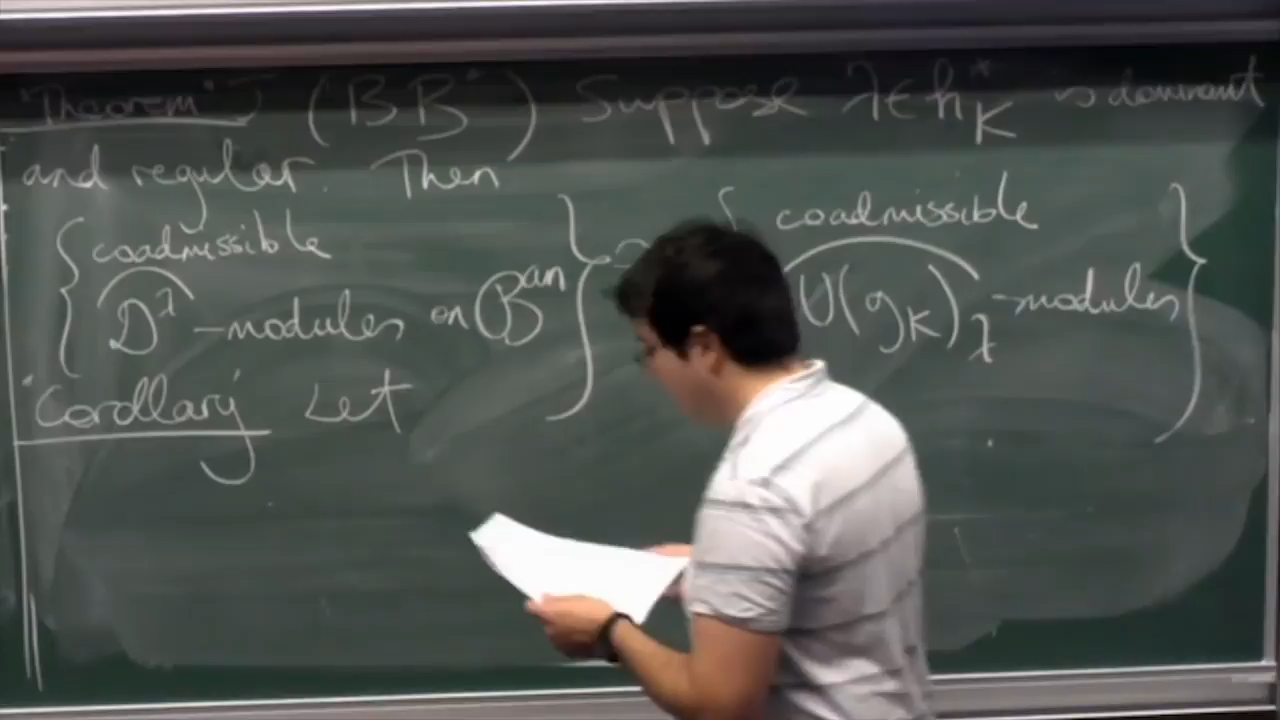 "Theorem" (BB) Suppose λ∈h*_K is dominant
and regular. Then
{ coadmissible } ≅ { coadmissible }
D^λ -modules on B^an U(g_K)_λ -modules
"Corollary" Let